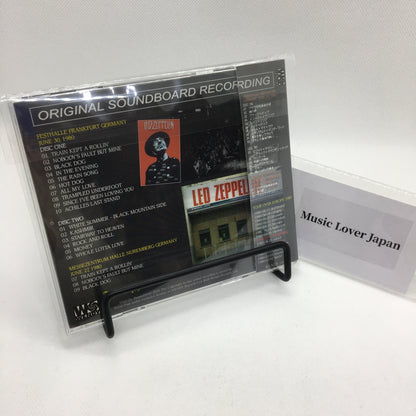 ORIGINAL SOUNDBOARD RECORDING
FESTHALLE FRANKFURT GERMANY
JUNE 30, 1980
DISC ONE
01 TRAIN KEPT A ROLLIN'
02 NOBODY'S FAULT BUT MINE
03 BLACK DOG
04 IN THE EVENING
05 THE RAIN SONG
06 HOT DOG
07 ALL MY LOVE
08 TRAMPLED UNDERFOOT
09 SINCE I'VE BEEN LOVING YOU
10 ACHILLES LAST STAND
DISC TWO
01 WHITE SUMMER - BLACK MOUNTAIN SIDE
02 KASHMIR
03 STAIRWAY TO HEAVEN
04 ROCK AND ROLL
05 MONEY
06 WHOLE LOTTA LOVE
MESSEZENTRUM HALLE, NUREMBERG GERMANY
JUNE 27 1980
07 TRAIN KEPT A ROLLIN'
08 NOBODY'S FAULT BUT MINE
09 BLACK DOG
LED ZEPPELIN
Music Lover Japan